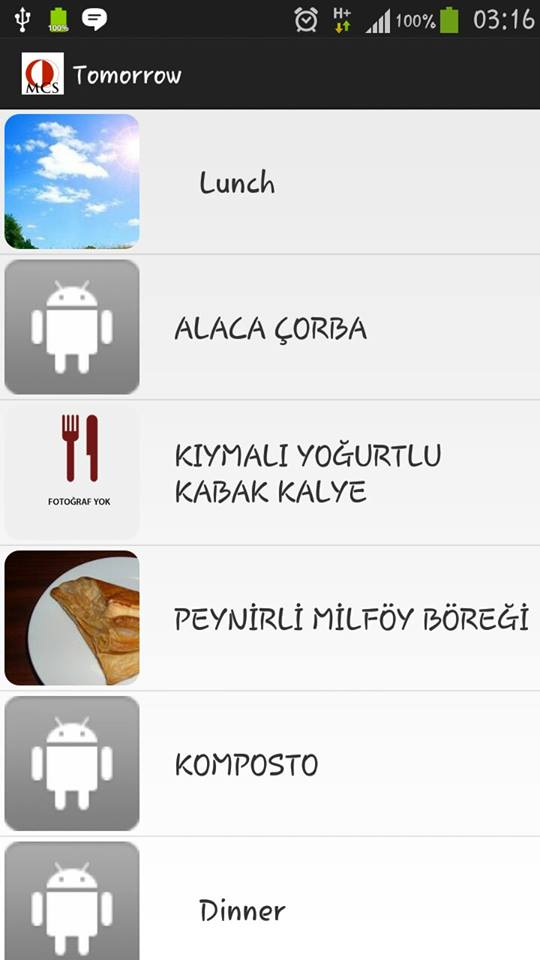 100%
H+
100%
03:16
MCS
Tomorrow
Lunch
ALACA ÇORBA
FOTOĞRAF YOK
KIYMALI YOĞURTLU
KABAK KALYE
PEYNİRLİ MİLFÖY BÖREĞİ
KOMPOSTO
Dinner